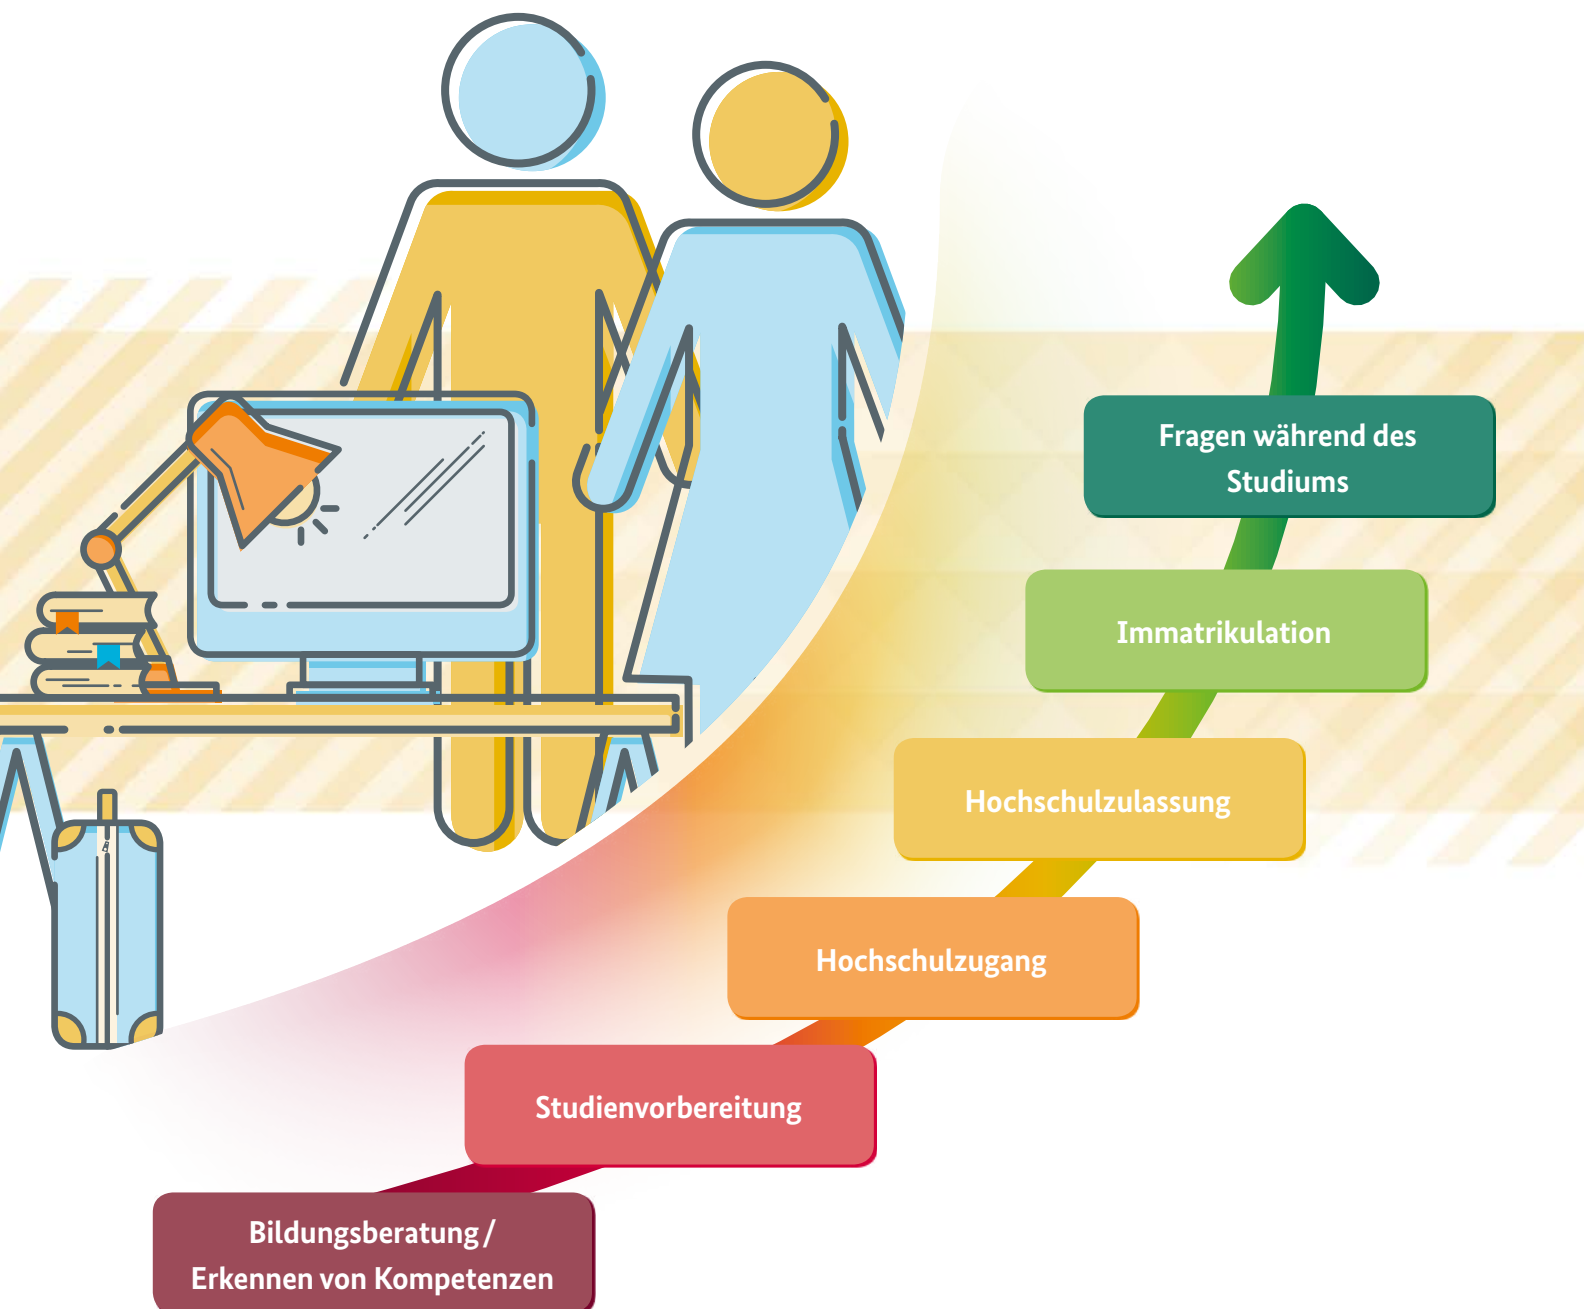 Fragen während des
Studiums
Immatrikulation
Hochschulzulassung
Hochschulzugang
Studienvorbereitung
Bildungsberatung/
Erkennen von Kompetenzen